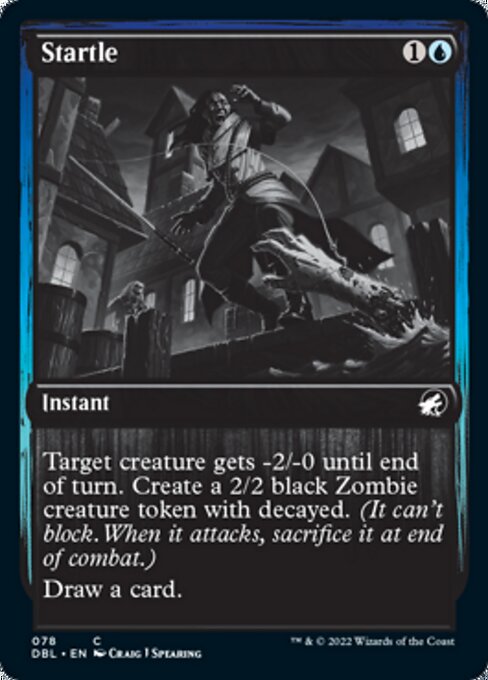 Startle 1
Instant
Target creature gets -2/-0 until end
of turn. Create a 2/2 black Zombie
creature token with decayed. (It can't
block. When it attacks, sacrifice it at end
of combat.)
Draw a card.
078 C
DBL • EN Craig J Spearing
™ & © 2022 Wizards of the Coast